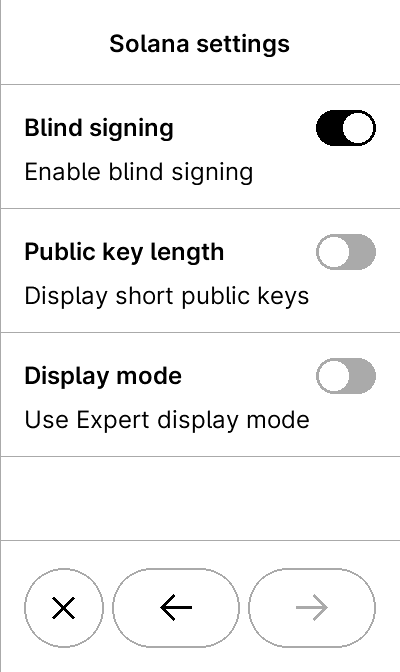 Solana settings
Blind signing
Enable blind signing
Public key length
Display short public keys
Display mode
Use Expert display mode